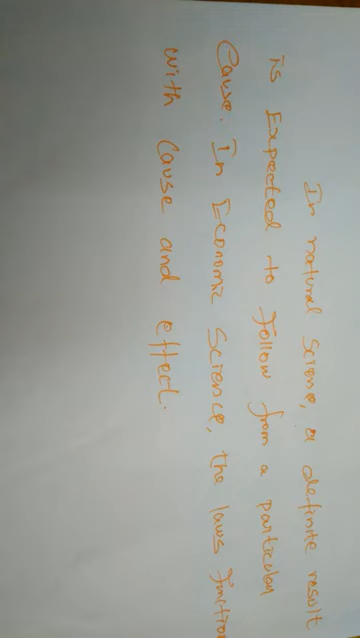 In natural science, a definite result
is Expected to follow from a particular
Cause. In Economic Science, the laws function
with Cause and effect.